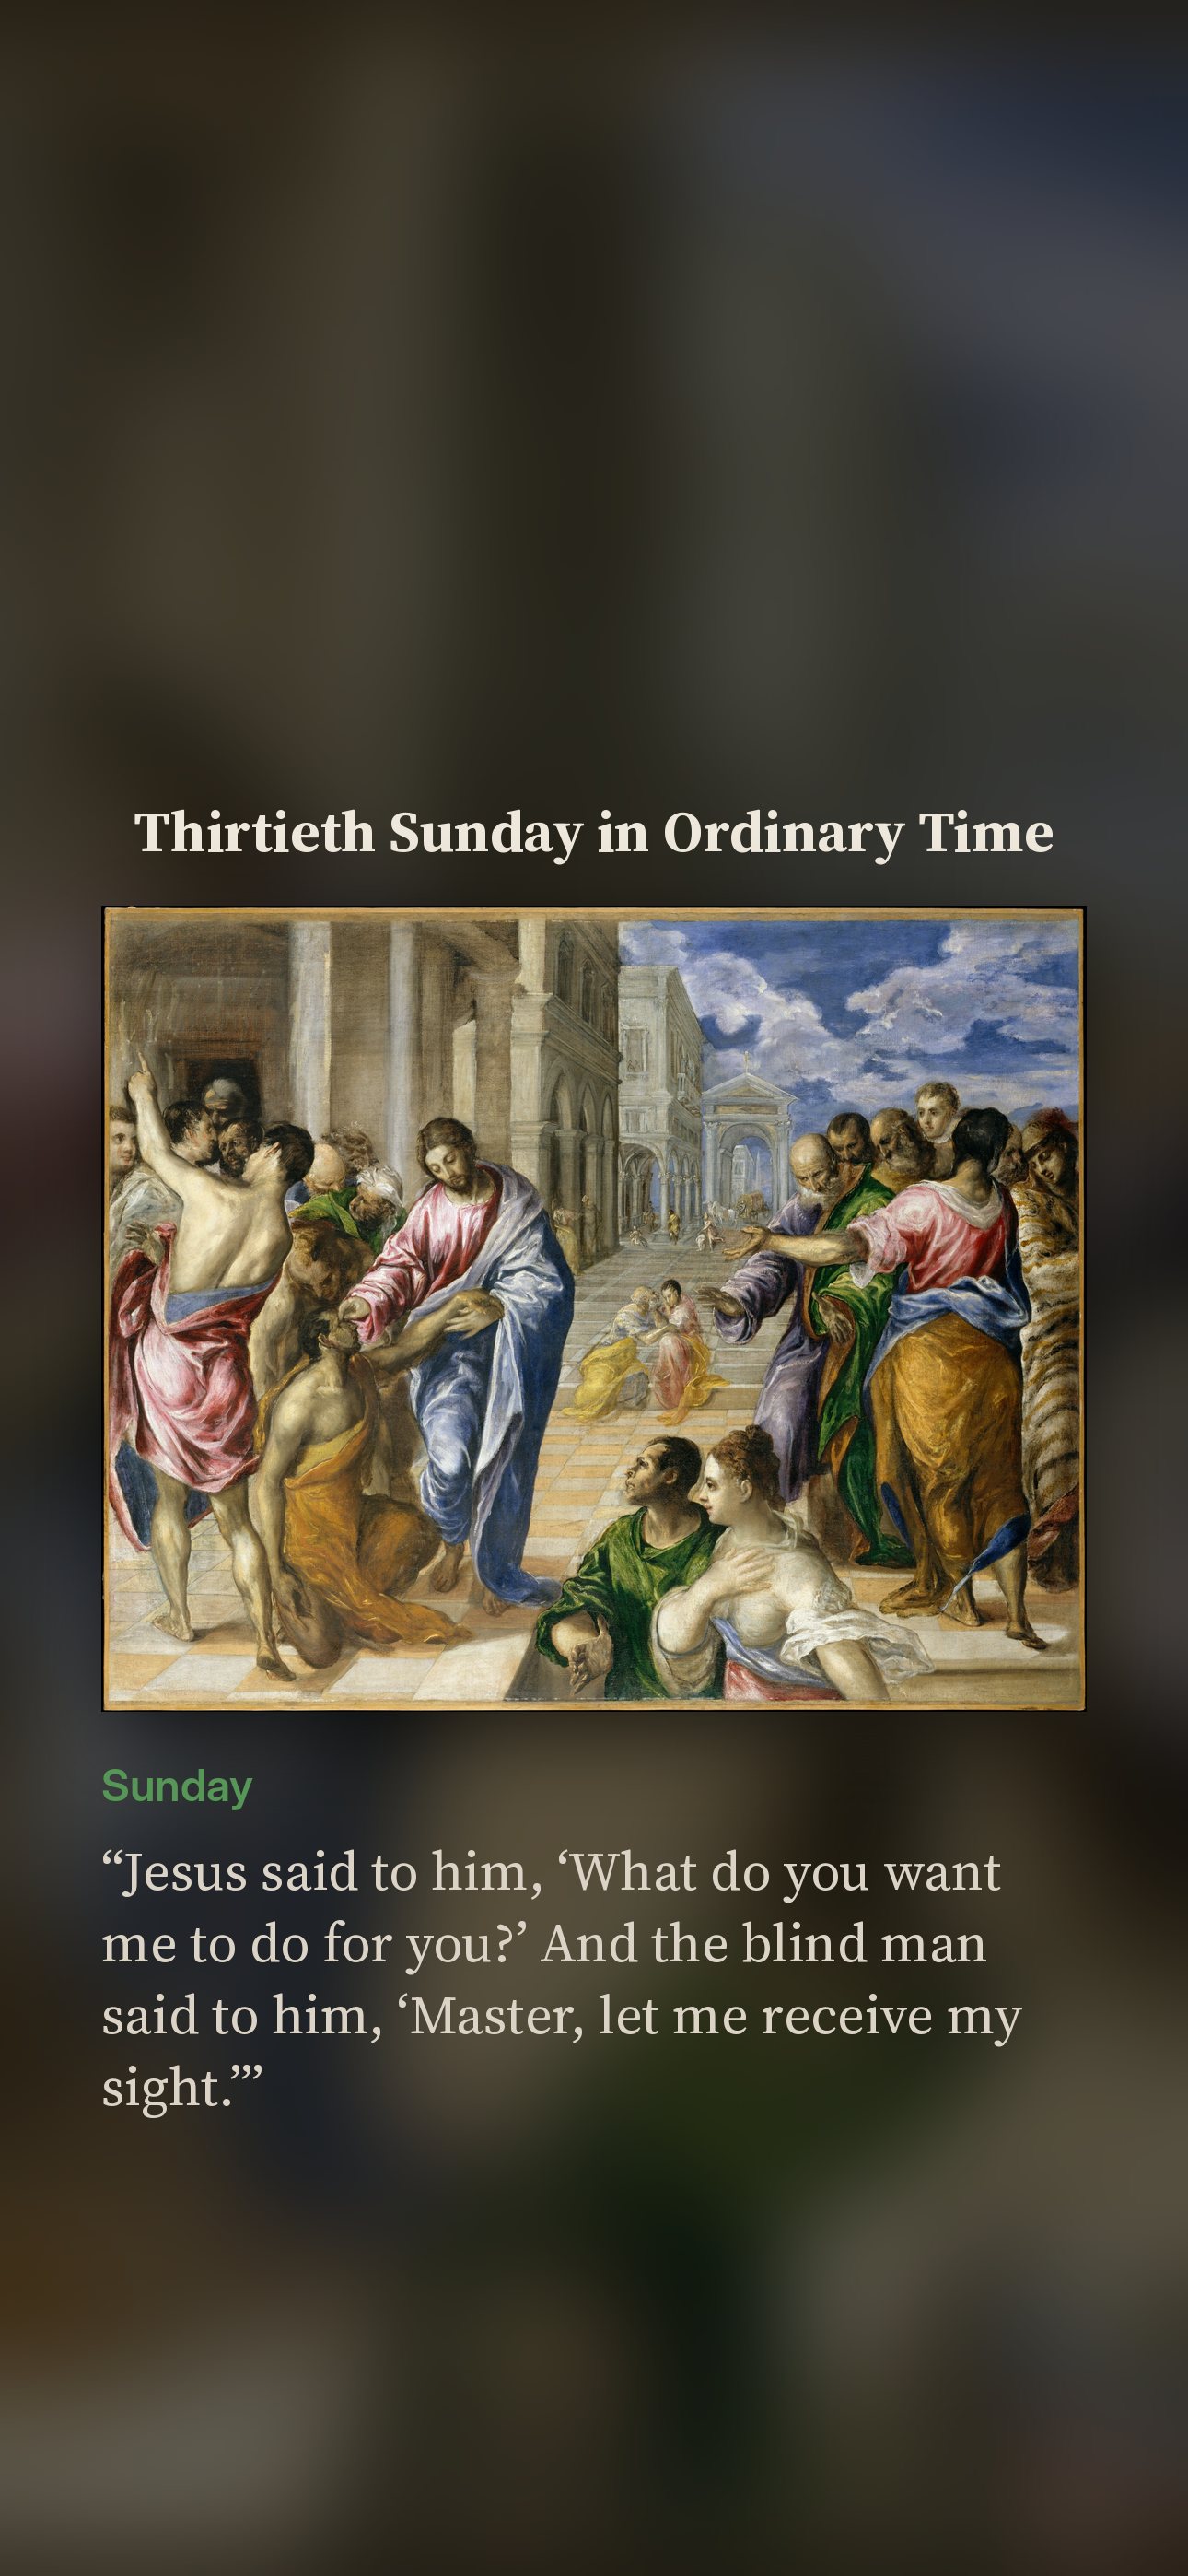 Thirtieth Sunday in Ordinary Time
Sunday
“Jesus said to him, ‘What do you want
me to do for you?’ And the blind man
said to him, ‘Master, let me receive my
sight.’”